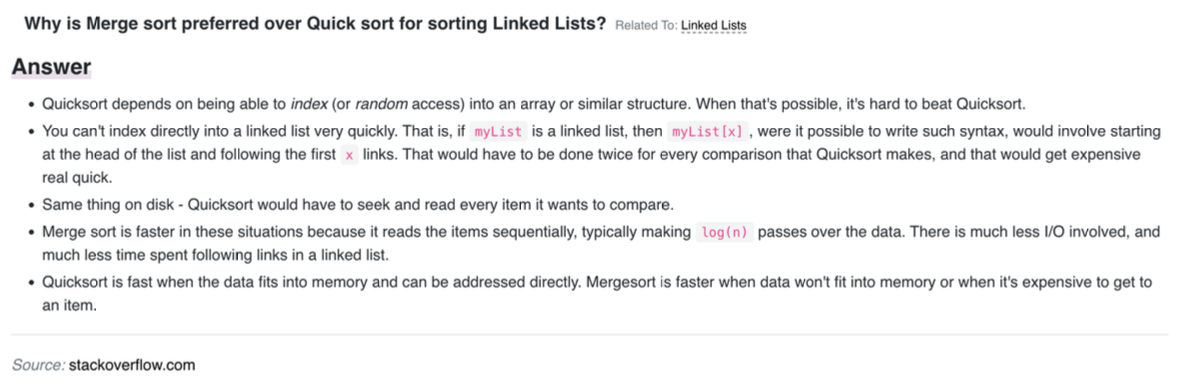 Why is Merge sort preferred over Quick sort for sorting Linked Lists? Related To: Linked Lists
Answer
• Quicksort depends on being able to index (or random access) into an array or similar structure. When that's possible, it's hard to beat Quicksort.
• You can't index directly into a linked list very quickly. That is, if myList is a linked list, then myList[x] , were it possible to write such syntax, would involve starting
at the head of the list and following the first x links. That would have to be done twice for every comparison that Quicksort makes, and that would get expensive
real quick.
• Same thing on disk - Quicksort would have to seek and read every item it wants to compare.
• Merge sort is faster in these situations because it reads the items sequentially, typically making log(n) passes over the data. There is much less I/O involved, and
much less time spent following links in a linked list.
• Quicksort is fast when the data fits into memory and can be addressed directly. Mergesort is faster when data won't fit into memory or when it's expensive to get to
an item.
Source: stackoverflow.com